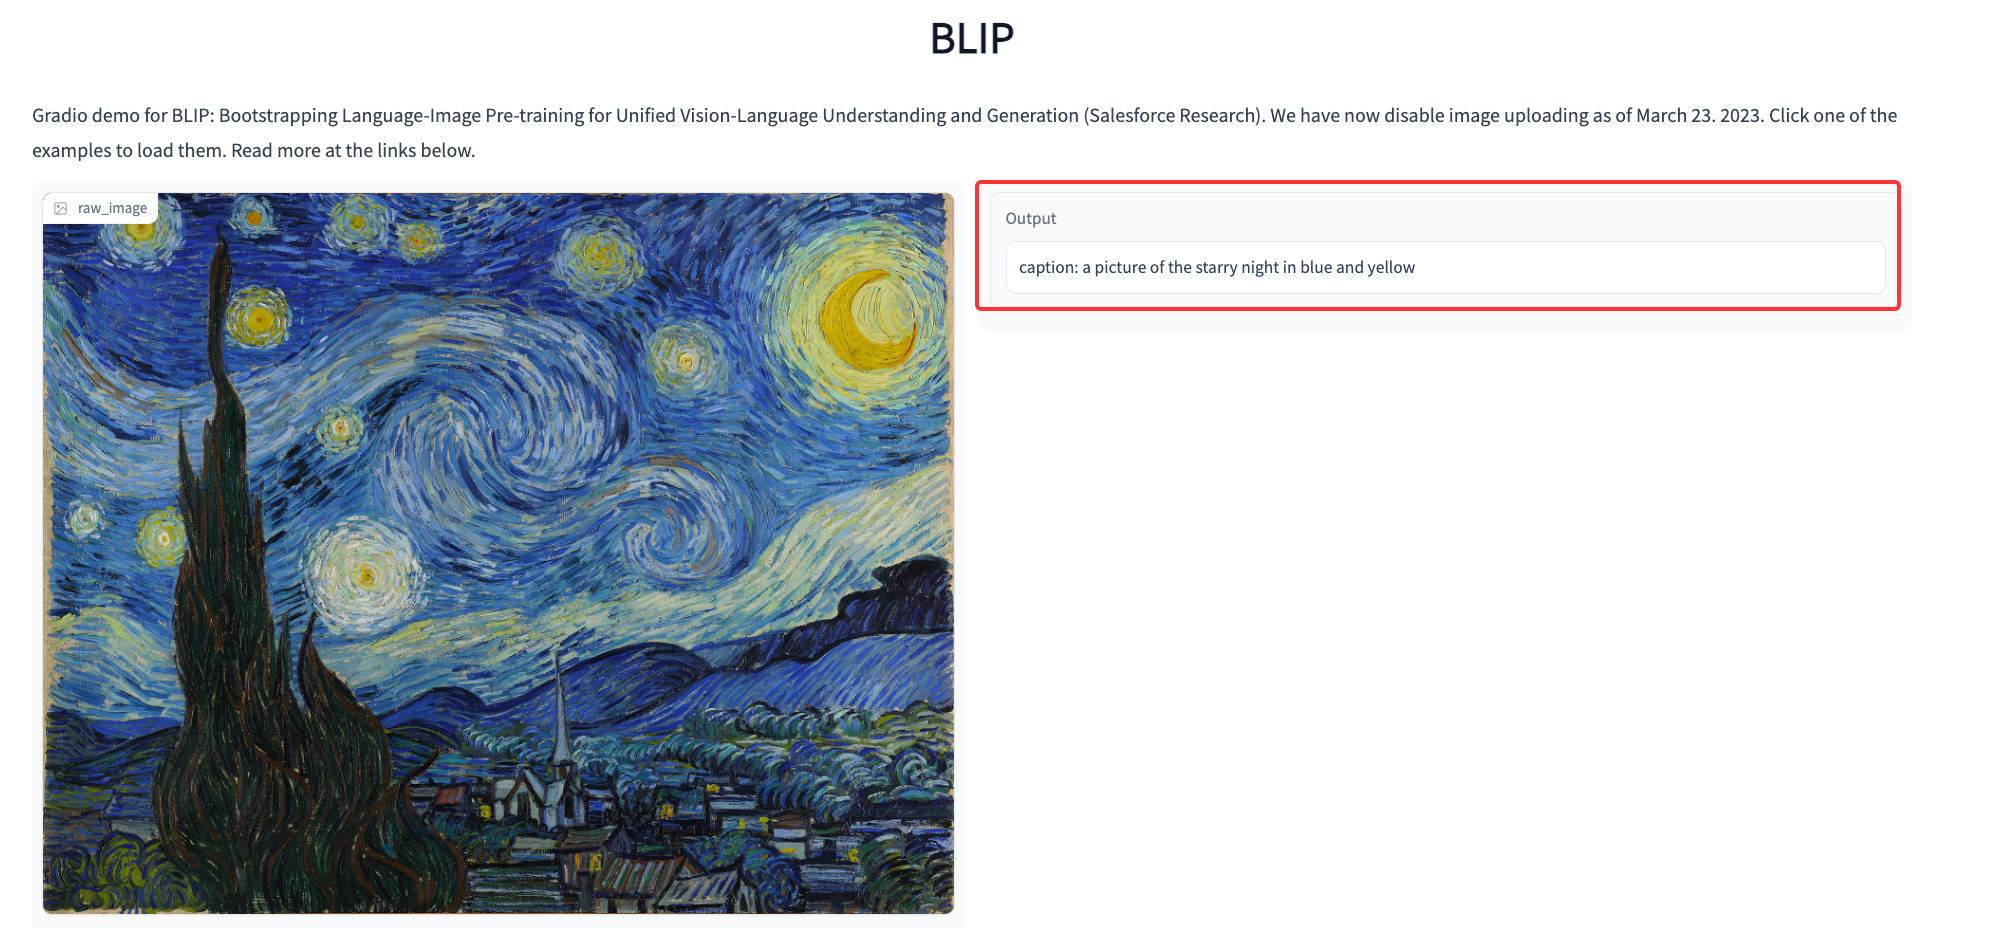 BLIP
Gradio demo for BLIP: Bootstrapping Language-Image Pre-training for Unified Vision-Language Understanding and Generation (Salesforce Research). We have now disable image uploading as of March 23. 2023. Click one of the
examples to load them. Read more at the links below.
raw_image
Output
caption: a picture of the starry night in blue and yellow